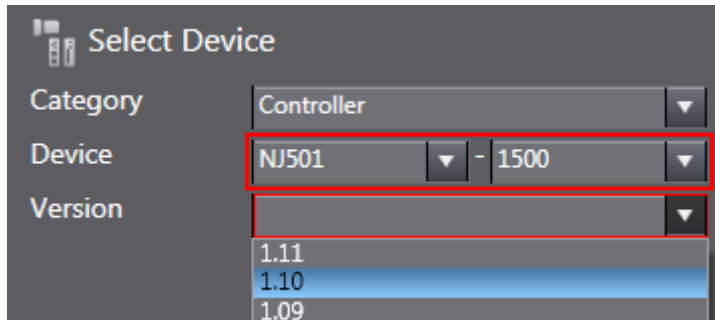 Select Device
Category Controller
Device NJ501 - 1500
Version
1.11
1.10
1.09